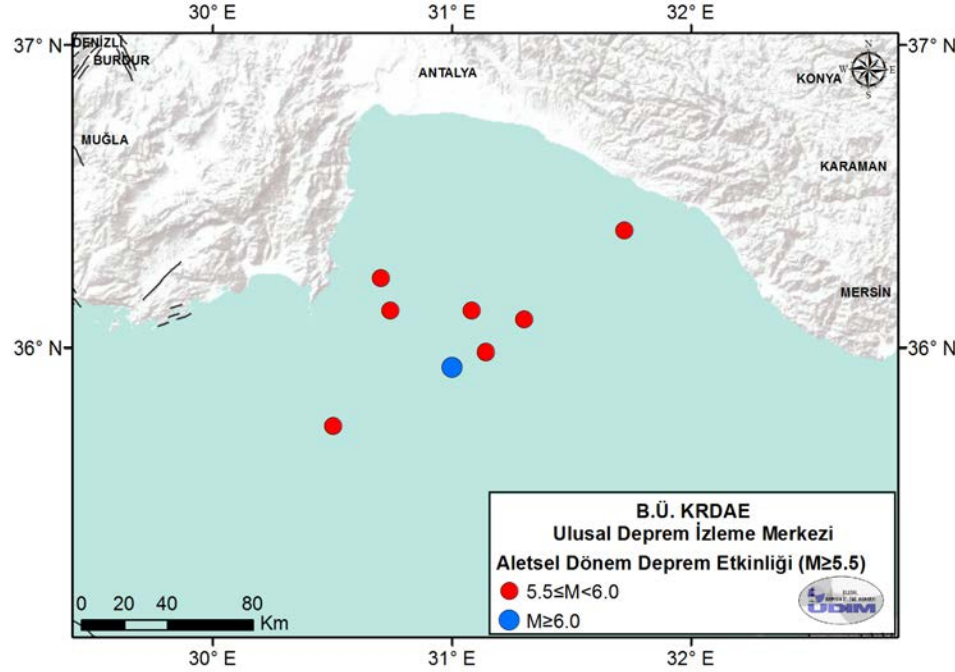 30° E 31° E 32° E
37° N 37° N
DENİZLİ
BURDUR
ANTALYA
KONYA
N
W E
S
MUĞLA
KARAMAN
MERSİN
36° N 36° N
B.Ü. KRDAE
Ulusal Deprem İzleme Merkezi
Aletsel Dönem Deprem Etkinliği (M≥5.5)
5.5≤M<6.0
M≥6.0
UDİM
0 20 40 80
Km
30° E 31° E 32° E